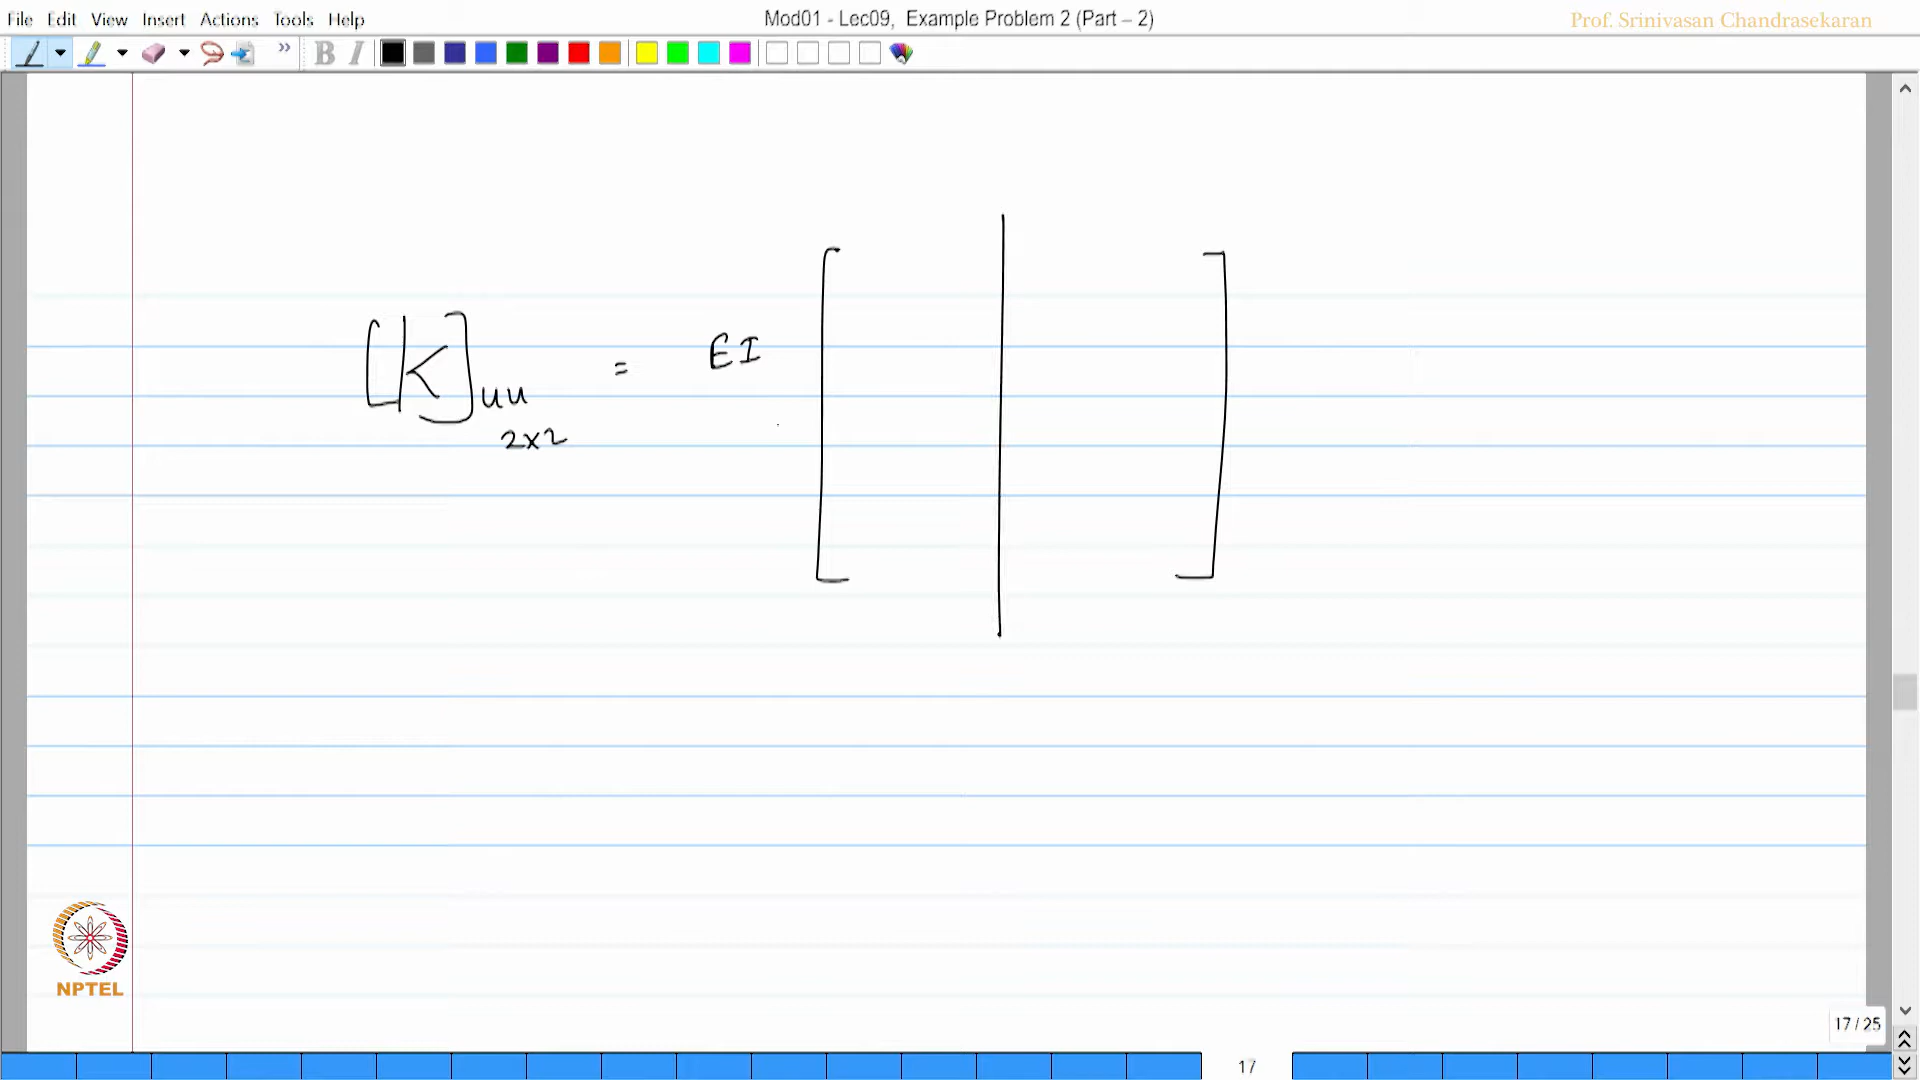 File Edit View Insert Actions Tools Help
Mod01 - Lec09, Example Problem 2 (Part – 2)
Prof. Srinivasan Chandrasekaran
B I
[K]uu = EI [ | ]
2x2
NPTEL
17 / 25
17